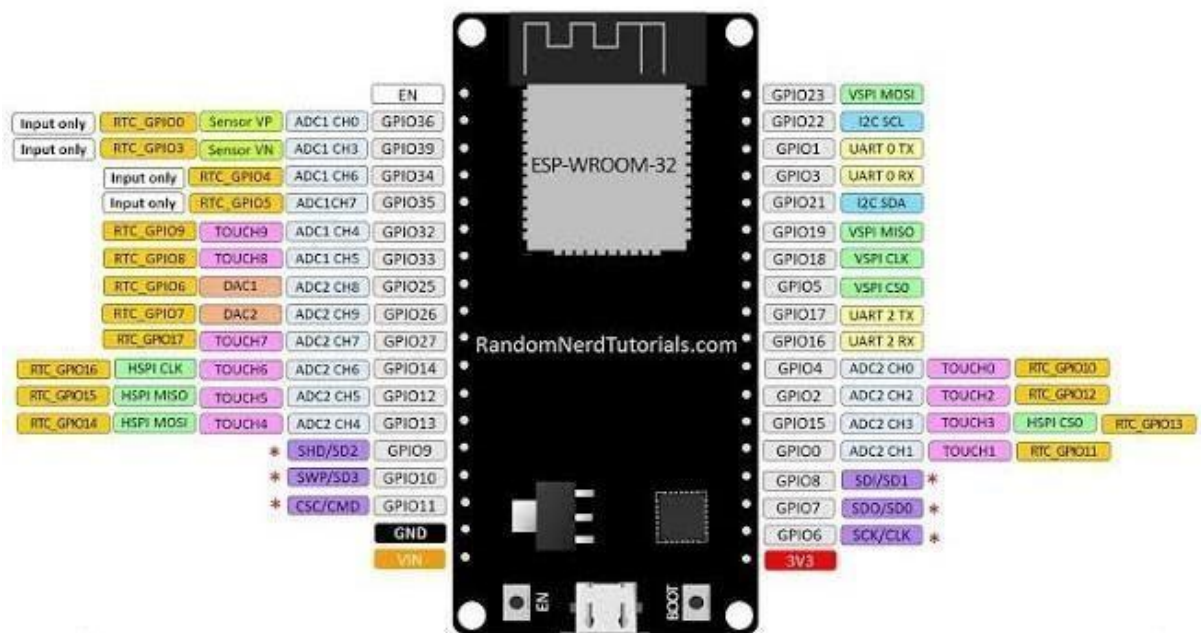 EN
Input only RTC_GPIO0 Sensor VP ADC1 CH0 GPIO36
Input only RTC_GPIO3 Sensor VN ADC1 CH3 GPIO39
Input only RTC_GPIO4 ADC1 CH6 GPIO34
Input only RTC_GPIO5 ADC1CH7 GPIO35
RTC_GPIO9 TOUCH9 ADC1 CH4 GPIO32
RTC_GPIO8 TOUCH8 ADC1 CH5 GPIO33
RTC_GPIO6 DAC1 ADC2 CH8 GPIO25
RTC_GPIO7 DAC2 ADC2 CH9 GPIO26
RTC_GPIO17 TOUCH7 ADC2 CH7 GPIO27
RTC_GPIO16 HSPI CLK TOUCH6 ADC2 CH6 GPIO14
RTC_GPIO15 HSPI MISO TOUCH5 ADC2 CH5 GPIO12
RTC_GPIO14 HSPI MOSI TOUCH4 ADC2 CH4 GPIO13
* SHD/SD2 GPIO9
* SWP/SD3 GPIO10
* CSC/CMD GPIO11
GND
VIN
ESP-WROOM-32
RandomNerdTutorials.com
EN
BOOT
GPIO23 VSPI MOSI
GPIO22 I2C SCL
GPIO1 UART 0 TX
GPIO3 UART 0 RX
GPIO21 I2C SDA
GPIO19 VSPI MISO
GPIO18 VSPI CLK
GPIO5 VSPI CS0
GPIO17 UART 2 TX
GPIO16 UART 2 RX
GPIO4 ADC2 CH0 TOUCH0 RTC_GPIO10
GPIO2 ADC2 CH2 TOUCH2 RTC_GPIO12
GPIO15 ADC2 CH3 TOUCH3 HSPI CS0 RTC_GPIO13
GPIO0 ADC2 CH1 TOUCH1 RTC_GPIO11
GPIO8 SDI/SD1 *
GPIO7 SDO/SD0 *
GPIO6 SCK/CLK *
3V3